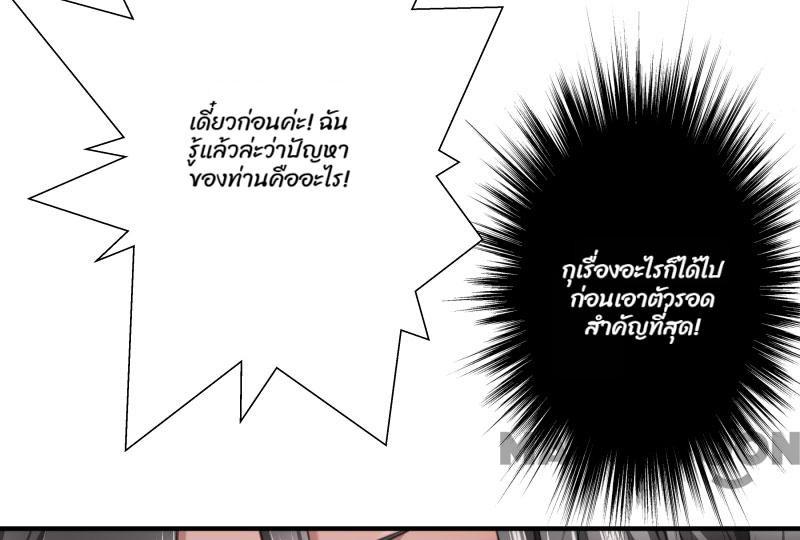 เดี๋ยวก่อนค่ะ! ฉัน
รู้แล้วล่ะว่าปัญหา
ของท่านคืออะไร!
กุเรื่องอะไรก็ได้ไป
ก่อนเอาตัวรอด
สำคัญที่สุด!